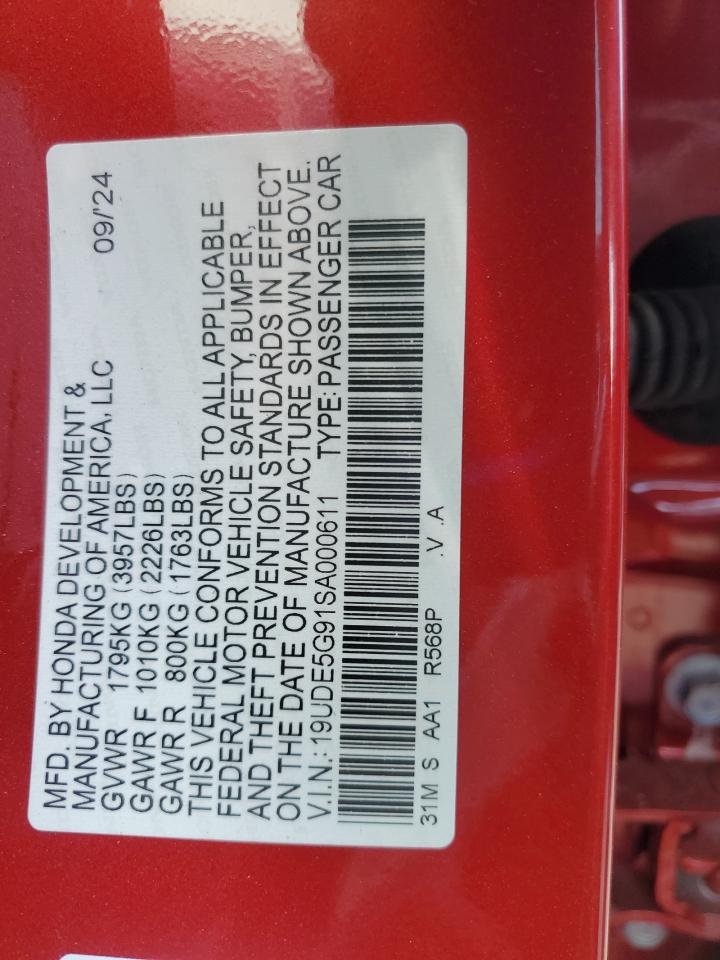 MFD. BY HONDA DEVELOPMENT &
MANUFACTURING OF AMERICA, LLC 09/'24
GVWR 1795KG (3957LBS)
GAWR F 1010KG (2226LBS)
GAWR R 800KG (1763LBS)
THIS VEHICLE CONFORMS TO ALL APPLICABLE
FEDERAL MOTOR VEHICLE SAFETY, BUMPER,
AND THEFT PREVENTION STANDARDS IN EFFECT
ON THE DATE OF MANUFACTURE SHOWN ABOVE.
V.I.N.: 19UDE5G91SA000611 TYPE: PASSENGER CAR
31M S AA1 R568P .V .A